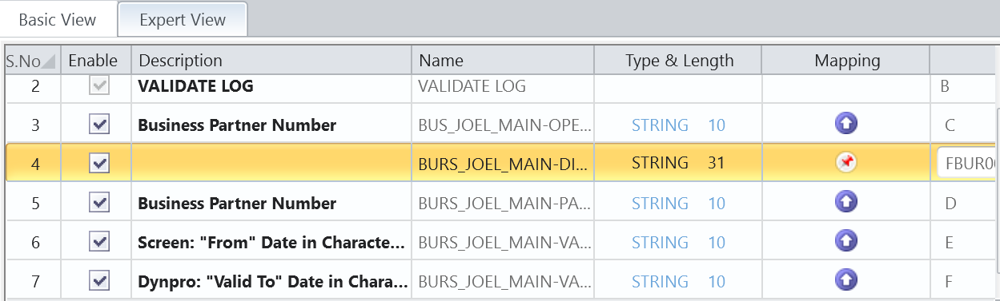 Basic View Expert View
S.No Enable Description Name Type & Length Mapping
2 VALIDATE LOG VALIDATE LOG B
3 Business Partner Number BUS_JOEL_MAIN-OPE... STRING 10 C
4 BURS_JOEL_MAIN-DI... STRING 31 FBUR0
5 Business Partner Number BURS_JOEL_MAIN-PA... STRING 10 D
6 Screen: "From" Date in Characte... BURS_JOEL_MAIN-VA... STRING 10 E
7 Dynpro: "Valid To" Date in Chara... BURS_JOEL_MAIN-VA... STRING 10 F